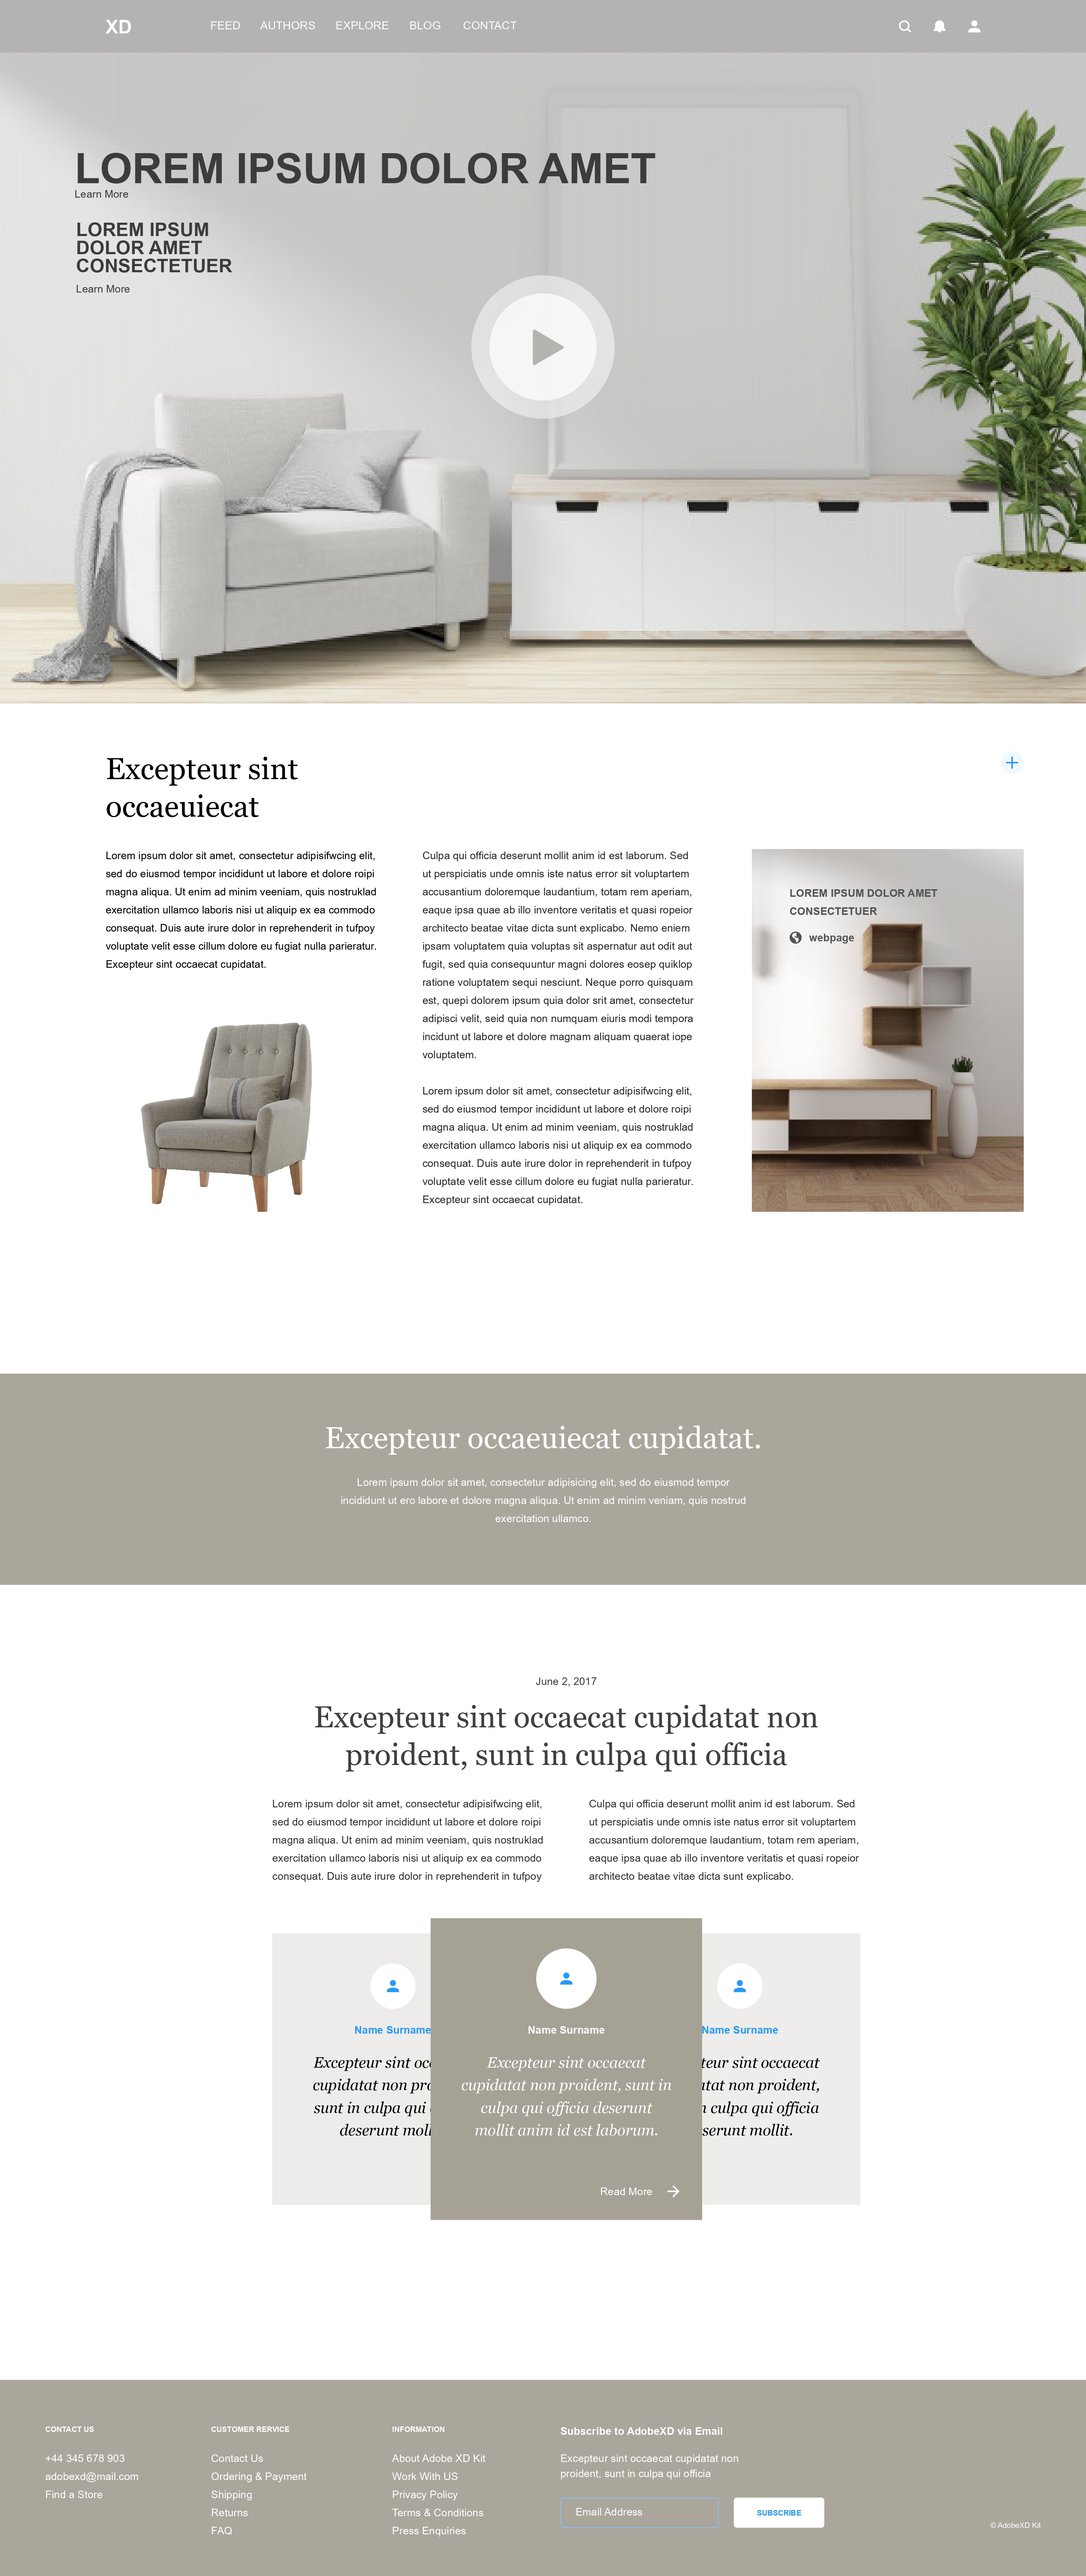 XD
FEED
AUTHORS
EXPLORE
BLOG
CONTACT
LOREM IPSUM DOLOR AMET
Learn More
LOREM IPSUM
DOLOR AMET
CONSECTETUER
Learn More
Excepteur sint
occaeuiecat
Lorem ipsum dolor sit amet, consectetur adipisifwcing elit,
sed do eiusmod tempor incididunt ut labore et dolore roipi
magna aliqua. Ut enim ad minim veeniam, quis nostruklad
exercitation ullamco laboris nisi ut aliquip ex ea commodo
consequat. Duis aute irure dolor in reprehenderit in tufpoy
voluptate velit esse cillum dolore eu fugiat nulla parieratur.
Excepteur sint occaecat cupidatat.
Culpa qui officia deserunt mollit anim id est laborum. Sed
ut perspiciatis unde omnis iste natus error sit voluptartem
accusantium doloremque laudantium, totam rem aperiam,
eaque ipsa quae ab illo inventore veritatis et quasi ropeior
architecto beatae vitae dicta sunt explicabo. Nemo eniem
ipsam voluptatem quia voluptas sit aspernatur aut odit aut
fugit, sed quia consequuntur magni dolores eosep quiklop
ratione voluptatem sequi nesciunt. Neque porro quisquam
est, quepi dolorem ipsum quia dolor srit amet, consectetur
adipisci velit, seid quia non numquam eiuris modi tempora
incidunt ut labore et dolore magnam aliquam quaerat iope
voluptatem.
Lorem ipsum dolor sit amet, consectetur adipisifwcing elit,
sed do eiusmod tempor incididunt ut labore et dolore roipi
magna aliqua. Ut enim ad minim veeniam, quis nostruklad
exercitation ullamco laboris nisi ut aliquip ex ea commodo
consequat. Duis aute irure dolor in reprehenderit in tufpoy
voluptate velit esse cillum dolore eu fugiat nulla parieratur.
Excepteur sint occaecat cupidatat.
LOREM IPSUM DOLOR AMET
CONSECTETUER
webpage
Excepteur occaeuiecat cupidatat.
Lorem ipsum dolor sit amet, consectetur adipisicing elit, sed do eiusmod tempor
incididunt ut ero labore et dolore magna aliqua. Ut enim ad minim veniam, quis nostrud
exercitation ullamco.
June 2, 2017
Excepteur sint occaecat cupidatat non
proident, sunt in culpa qui officia
Lorem ipsum dolor sit amet, consectetur adipisifwcing elit,
sed do eiusmod tempor incididunt ut labore et dolore roipi
magna aliqua. Ut enim ad minim veeniam, quis nostruklad
exercitation ullamco laboris nisi ut aliquip ex ea commodo
consequat. Duis aute irure dolor in reprehenderit in tufpoy
Culpa qui officia deserunt mollit anim id est laborum. Sed
ut perspiciatis unde omnis iste natus error sit voluptartem
accusantium doloremque laudantium, totam rem aperiam,
eaque ipsa quae ab illo inventore veritatis et quasi ropeior
architecto beatae vitae dicta sunt explicabo.
Name Surname
Excepteur sint occ
cupidatat non pro
sunt in culpa qui
deserunt moll
Name Surname
Excepteur sint occaecat
cupidatat non proident, sunt in
culpa qui officia deserunt
mollit anim id est laborum.
Read More
Name Surname
teur sint occaecat
atat non proident,
culpa qui officia
serunt mollit.
CONTACT US
+44 345 678 903
adobexd@mail.com
Find a Store
CUSTOMER RERVICE
Contact Us
Ordering & Payment
Shipping
Returns
FAQ
INFORMATION
About Adobe XD Kit
Work With US
Privacy Policy
Terms & Conditions
Press Enquiries
Subscribe to AdobeXD via Email
Excepteur sint occaecat cupidatat non
proident, sunt in culpa qui officia
Email Address
SUBSCRIBE
© AdobeXD Kit